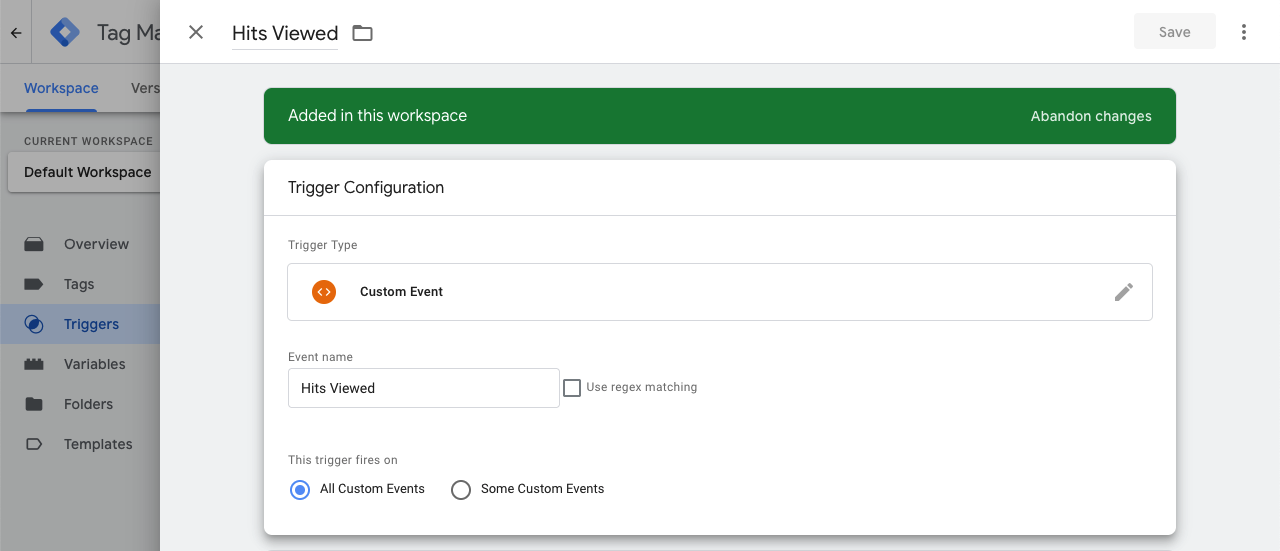 Tag Ma
Hits Viewed
Save
Workspace
Vers
Added in this workspace
Abandon changes
CURRENT WORKSPACE
Default Workspace
Trigger Configuration
Overview
Tags
Triggers
Variables
Folders
Templates
Trigger Type
Custom Event
Event name
Hits Viewed
Use regex matching
This trigger fires on
All Custom Events
Some Custom Events